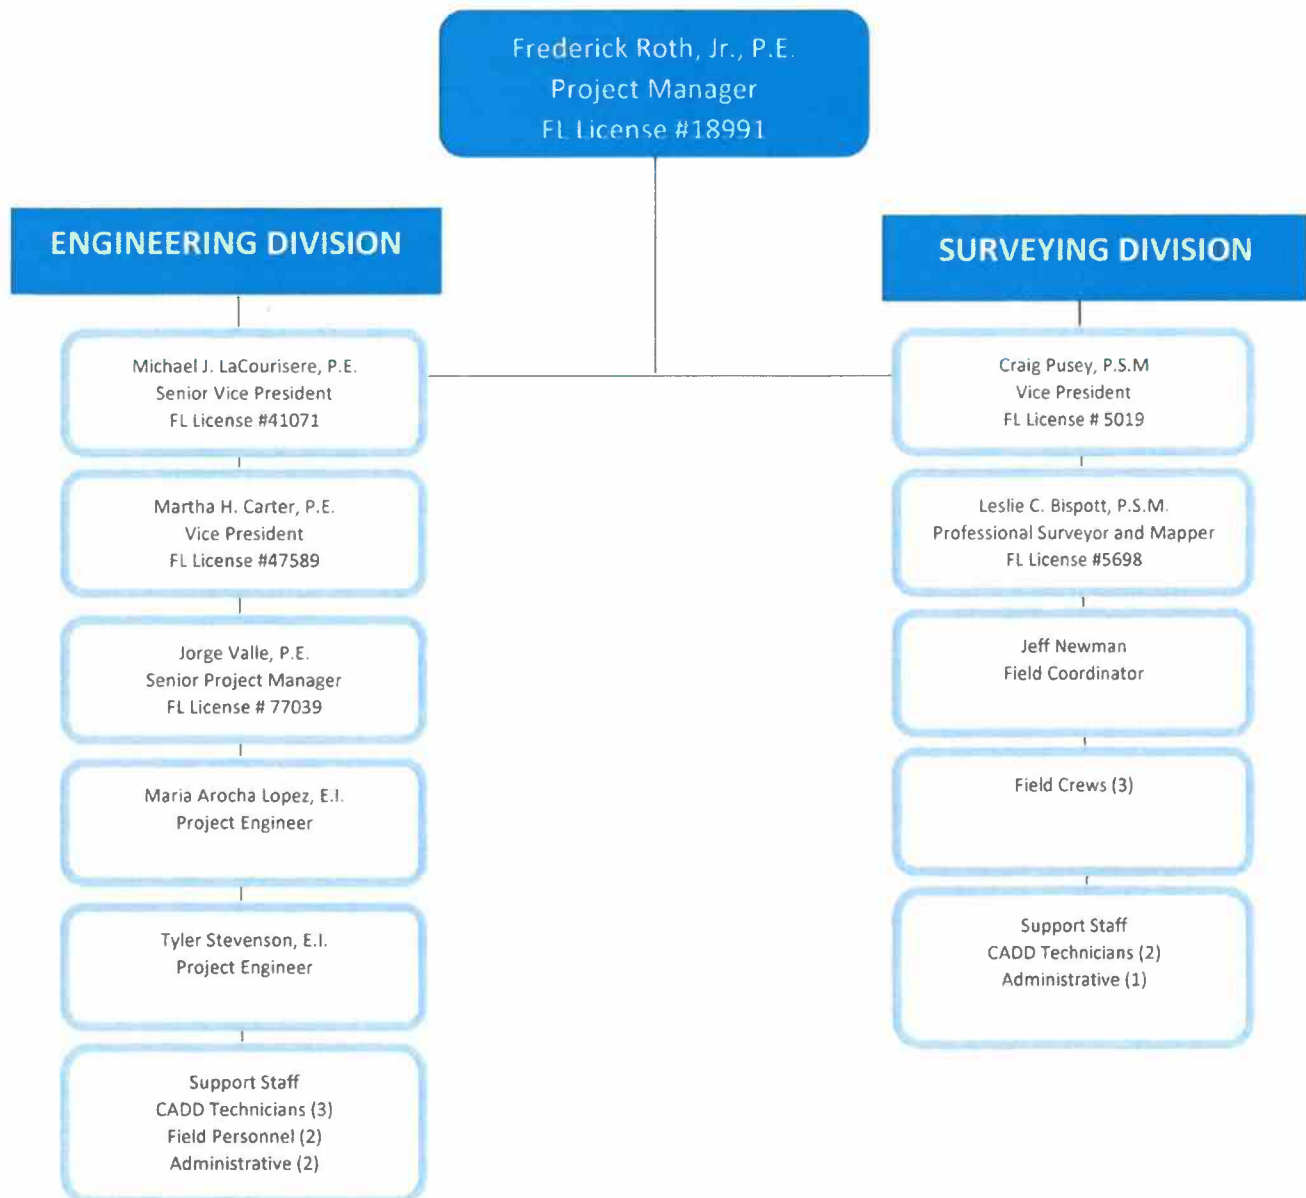 Frederick Roth, Jr., P.E.
Project Manager
FL License #18991
ENGINEERING DIVISION
Michael J. LaCourisere, P.E.
Senior Vice President
FL License #41071
Martha H. Carter, P.E.
Vice President
FL License #47589
Jorge Valle, P.E.
Senior Project Manager
FL License # 77039
Maria Arocha Lopez, E.I.
Project Engineer
Tyler Stevenson, E.I.
Project Engineer
Support Staff
CADD Technicians (3)
Field Personnel (2)
Administrative (2)
SURVEYING DIVISION
Craig Pusey, P.S.M
Vice President
FL License # 5019
Leslie C. Bispott, P.S.M.
Professional Surveyor and Mapper
FL License #5698
Jeff Newman
Field Coordinator
Field Crews (3)
Support Staff
CADD Technicians (2)
Administrative (1)